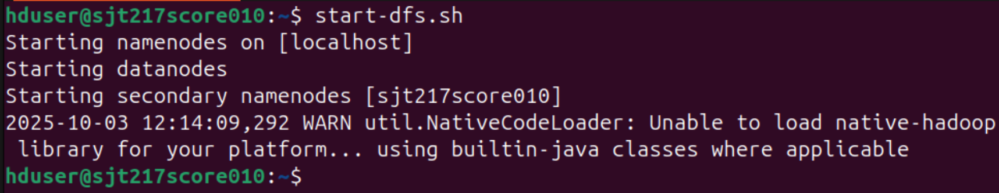 hduser@sjt217score010:~$ start-dfs.sh
Starting namenodes on [localhost]
Starting datanodes
Starting secondary namenodes [sjt217score010]
2025-10-03 12:14:09,292 WARN util.NativeCodeLoader: Unable to load native-hadoop
 library for your platform... using builtin-java classes where applicable
hduser@sjt217score010:~$